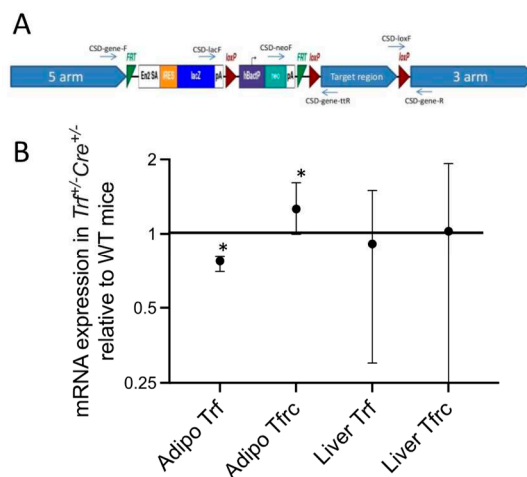 A
CSD-gene-F
FRT
CSD-lacF
loxP
CSD-neoF
FRT
loxP
CSD-loxF
loxP
5 arm
En2 SA
IRES
lacZ
pA
hBactP
neo
pA
Target region
3 arm
CSD-gene-ttR
CSD-gene-R
B
mRNA expression in Trf+/-Cre+/-
relative to WT mice
2
1
0.5
0.25
*
*
Adipo Trf
Adipo Tfrc
Liver Trf
Liver Tfrc